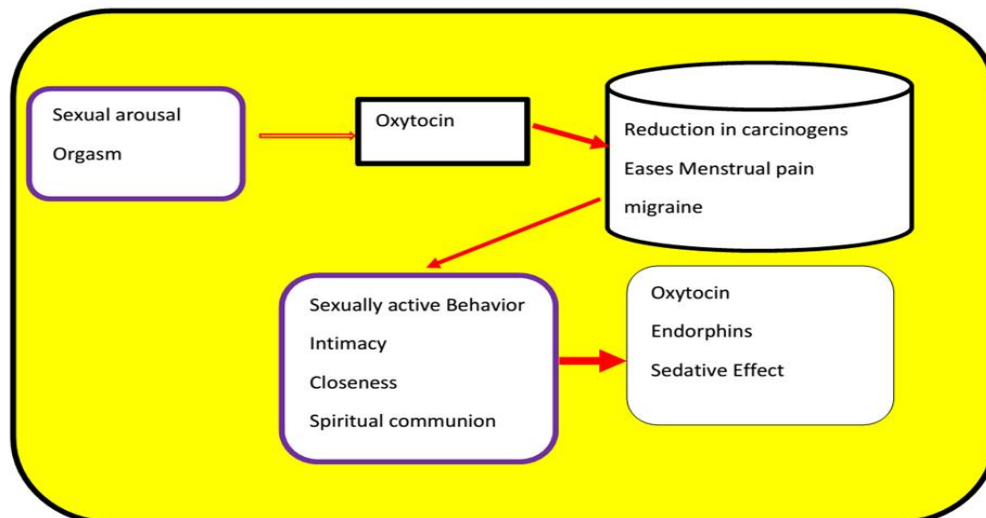 Sexual arousal
Orgasm
Oxytocin
Reduction in carcinogens
Eases Menstrual pain
migraine
Sexually active Behavior
Intimacy
Closeness
Spiritual communion
Oxytocin
Endorphins
Sedative Effect